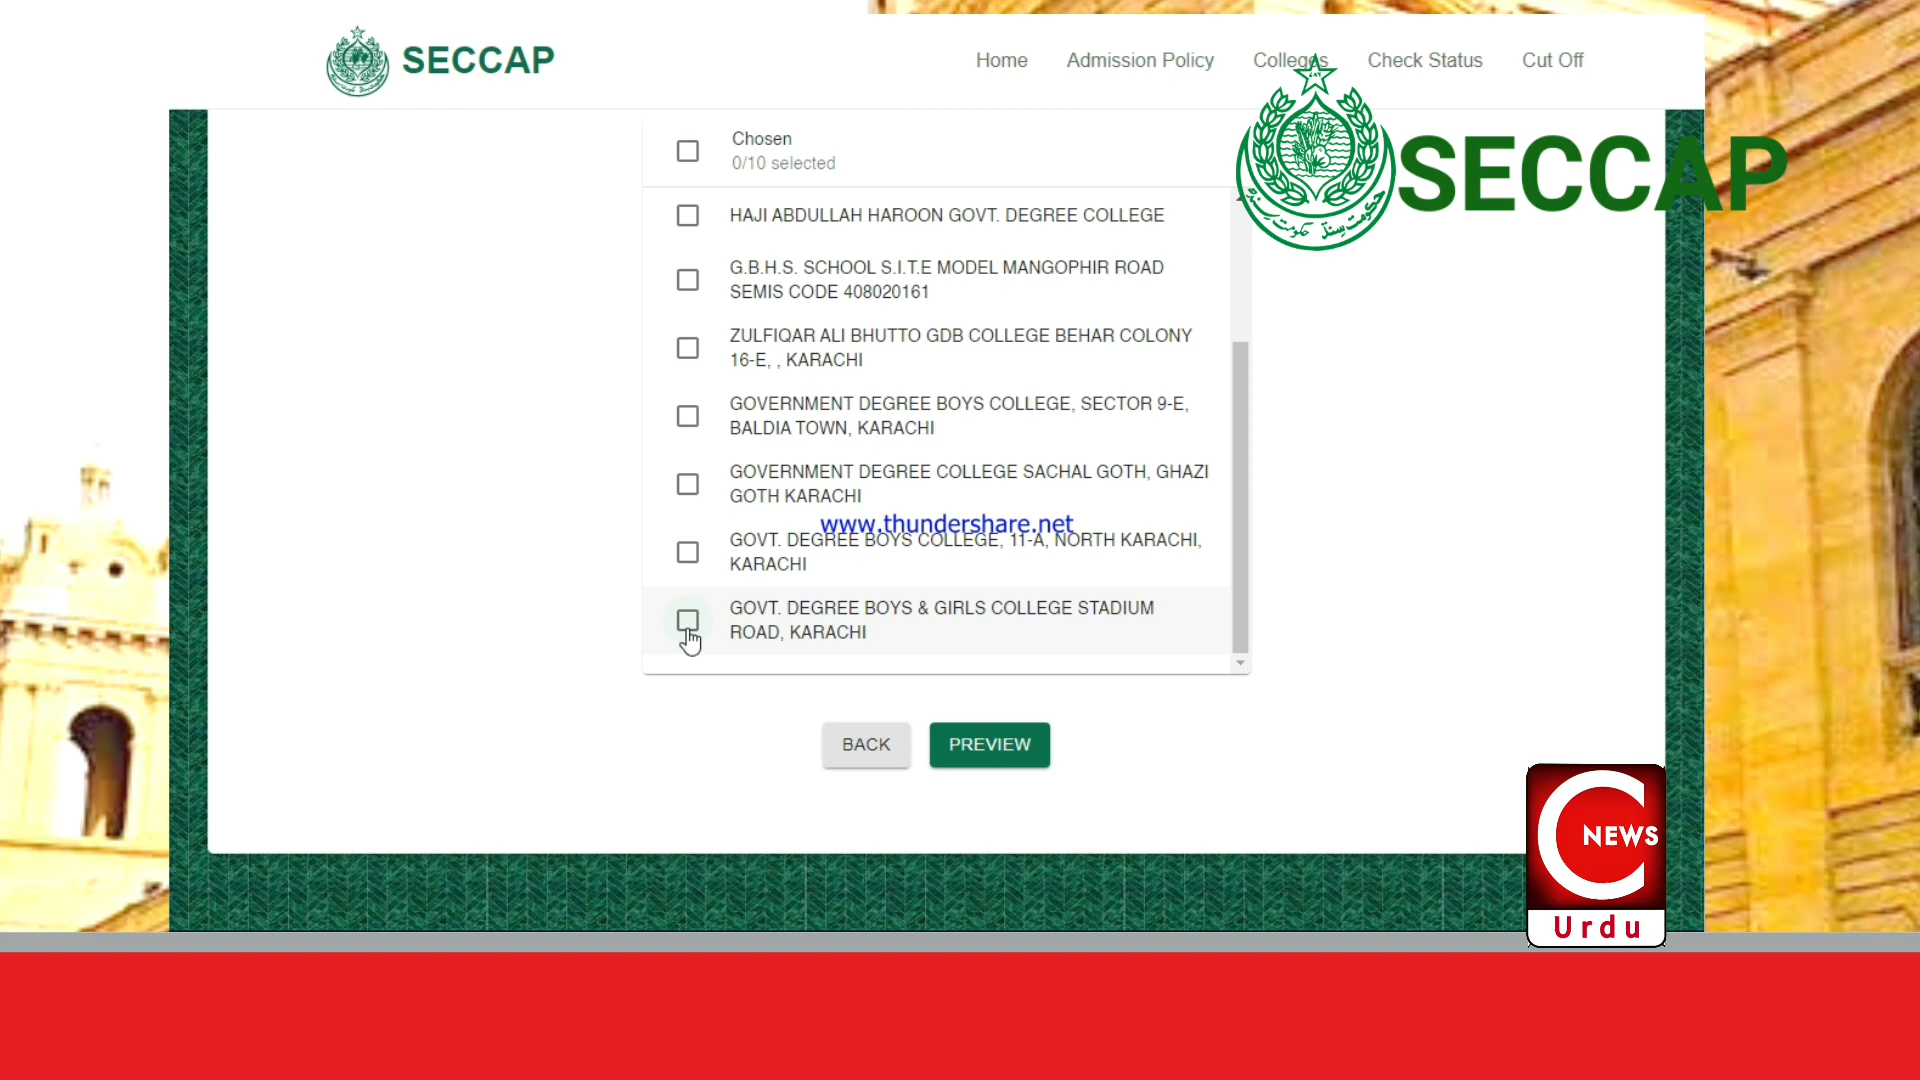 SECCAP
Home Admission Policy Colleges Check Status Cut Off
SECCAP
حکومت سنڌ حکومت سندھ
Chosen
0/10 selected
HAJI ABDULLAH HAROON GOVT. DEGREE COLLEGE
G.B.H.S. SCHOOL S.I.T.E MODEL MANGOPHIR ROAD
SEMIS CODE 408020161
ZULFIQAR ALI BHUTTO GDB COLLEGE BEHAR COLONY
16-E, , KARACHI
GOVERNMENT DEGREE BOYS COLLEGE, SECTOR 9-E,
BALDIA TOWN, KARACHI
GOVERNMENT DEGREE COLLEGE SACHAL GOTH, GHAZI
GOTH KARACHI
www.thundershare.net
GOVT. DEGREE BOYS COLLEGE, 11-A, NORTH KARACHI,
KARACHI
GOVT. DEGREE BOYS & GIRLS COLLEGE STADIUM
ROAD, KARACHI
BACK PREVIEW
NEWS
Urdu